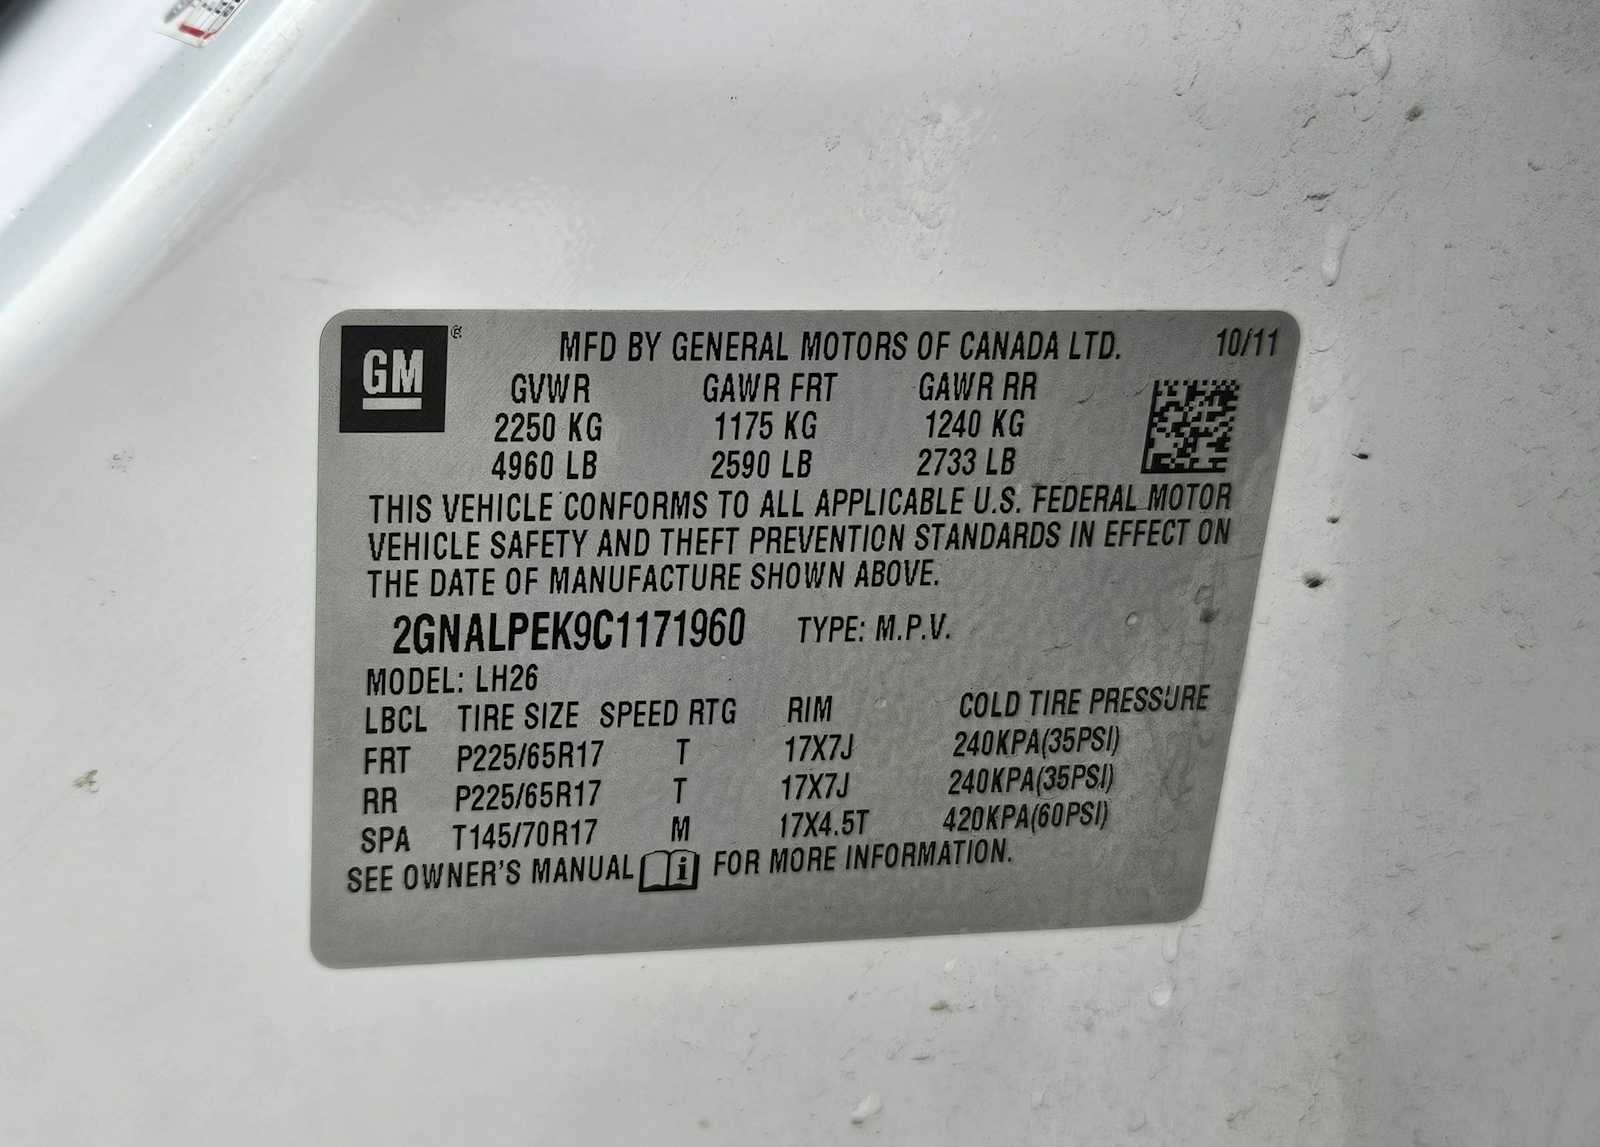 GM ® MFD BY GENERAL MOTORS OF CANADA LTD. 10/11
GVWR GAWR FRT GAWR RR
2250 KG 1175 KG 1240 KG
4960 LB 2590 LB 2733 LB
THIS VEHICLE CONFORMS TO ALL APPLICABLE U.S. FEDERAL MOTOR
VEHICLE SAFETY AND THEFT PREVENTION STANDARDS IN EFFECT ON
THE DATE OF MANUFACTURE SHOWN ABOVE.
2GNALPEK9C1171960 TYPE: M.P.V.
MODEL: LH26
LBCL TIRE SIZE SPEED RTG RIM COLD TIRE PRESSURE
FRT P225/65R17 T 17X7J 240KPA(35PSI)
RR P225/65R17 T 17X7J 240KPA(35PSI)
SPA T145/70R17 M 17X4.5T 420KPA(60PSI)
SEE OWNER'S MANUAL i FOR MORE INFORMATION.